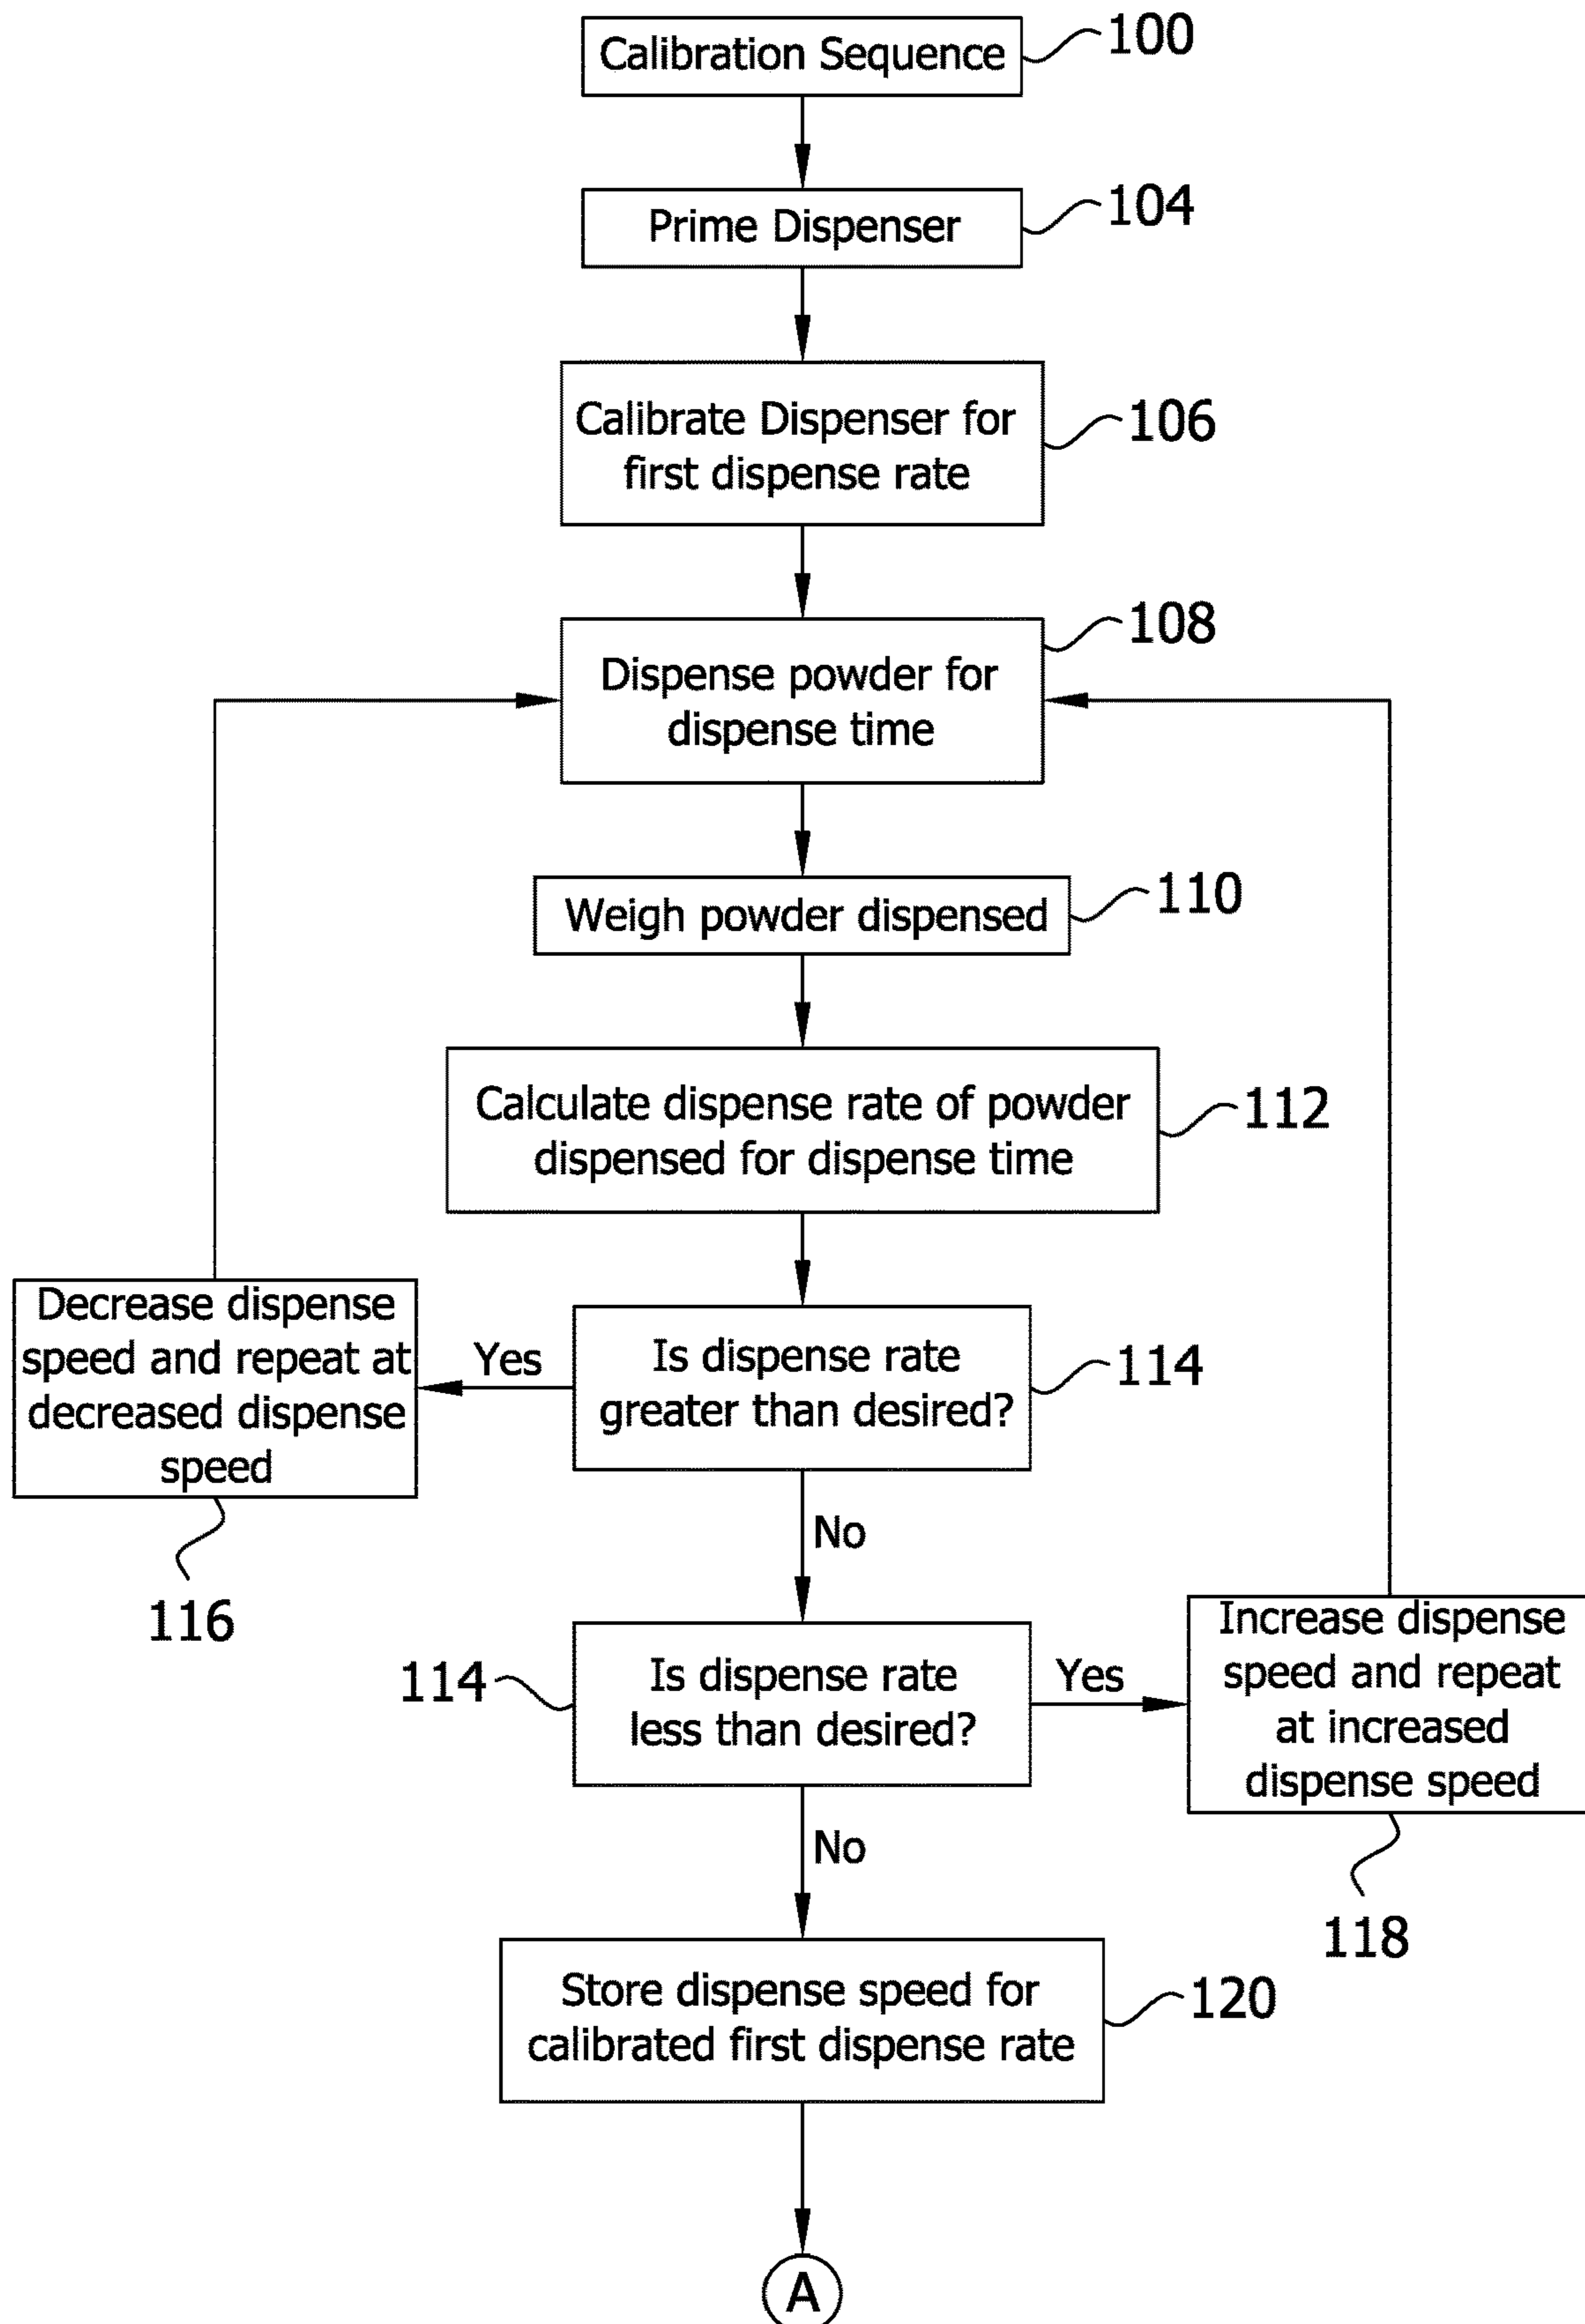 Calibration Sequence
100
Prime Dispenser
104
Calibrate Dispenser for
first dispense rate
106
Dispense powder for
dispense time
108
Weigh powder dispensed
110
Calculate dispense rate of powder
dispensed for dispense time
112
Is dispense rate
greater than desired?
114
Yes
Decrease dispense
speed and repeat at
decreased dispense
speed
116
No
Is dispense rate
less than desired?
114
Yes
Increase dispense
speed and repeat
at increased
dispense speed
118
No
Store dispense speed for
calibrated first dispense rate
120
A